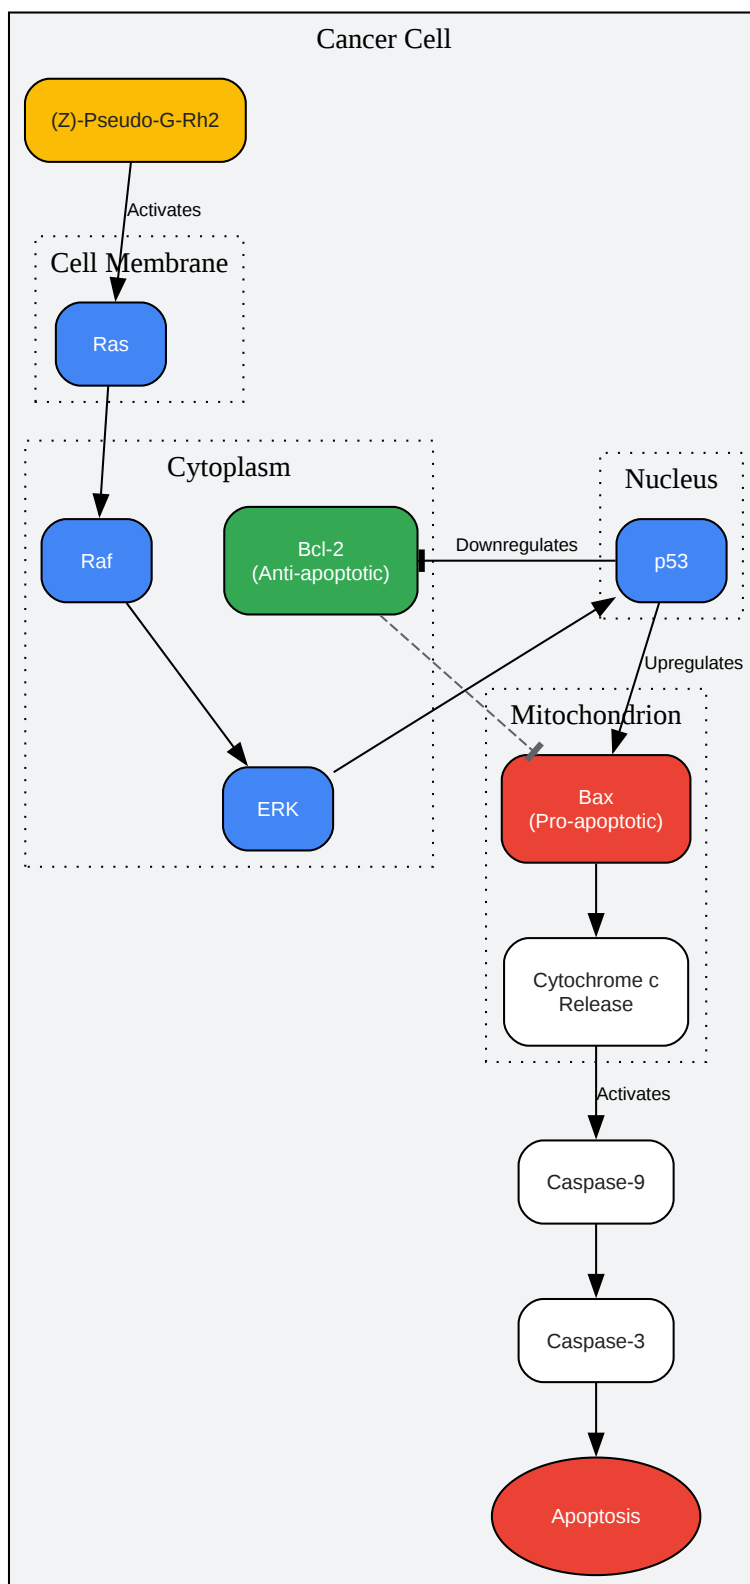 Cancer Cell
(Z)-Pseudo-G-Rh2
Activates
Cell Membrane
Ras
Cytoplasm
Nucleus
Raf
Bcl-2
(Anti-apoptotic)
Downregulates
p53
Upregulates
Mitochondrion
ERK
Bax
(Pro-apoptotic)
Cytochrome c
Release
Activates
Caspase-9
Caspase-3
Apoptosis